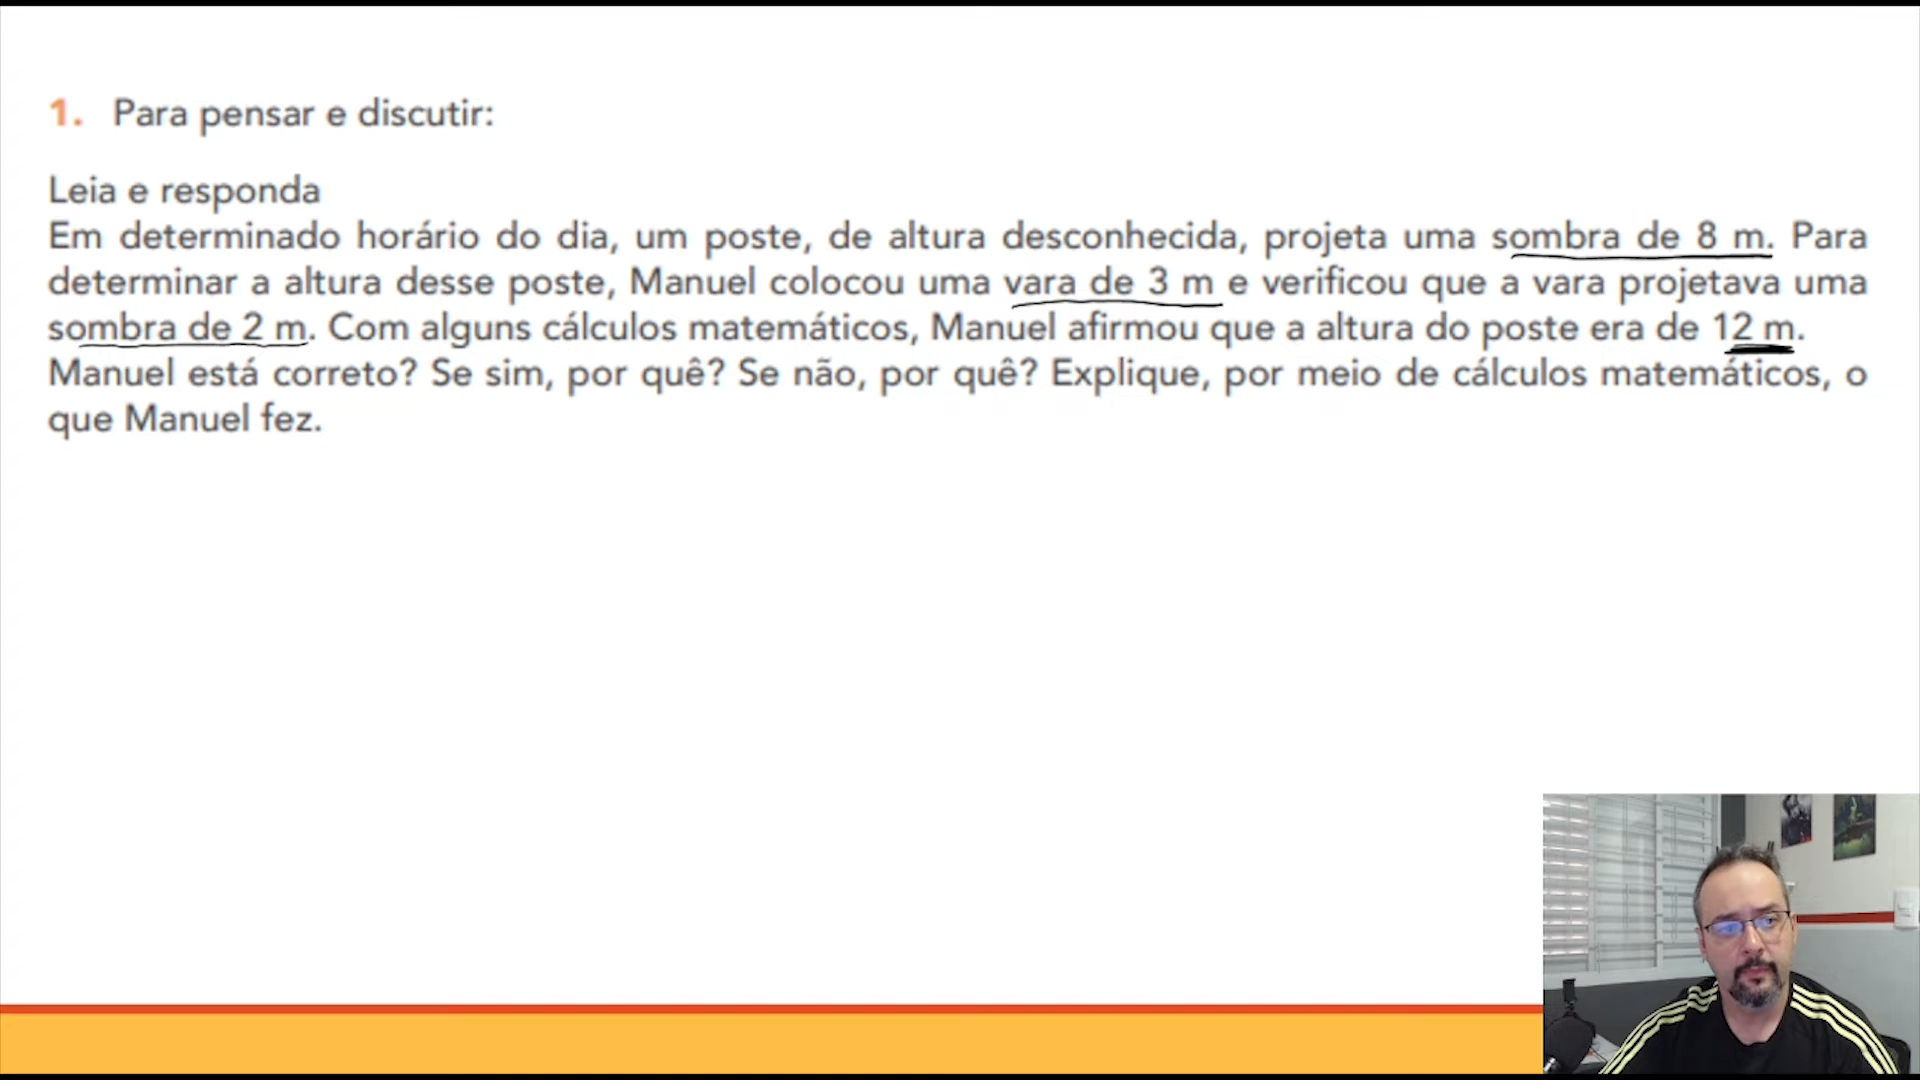 1. Para pensar e discutir:
Leia e responda
Em determinado horário do dia, um poste, de altura desconhecida, projeta uma sombra de 8 m. Para
determinar a altura desse poste, Manuel colocou uma vara de 3 m e verificou que a vara projetava uma
sombra de 2 m. Com alguns cálculos matemáticos, Manuel afirmou que a altura do poste era de 12 m.
Manuel está correto? Se sim, por quê? Se não, por quê? Explique, por meio de cálculos matemáticos, o
que Manuel fez.